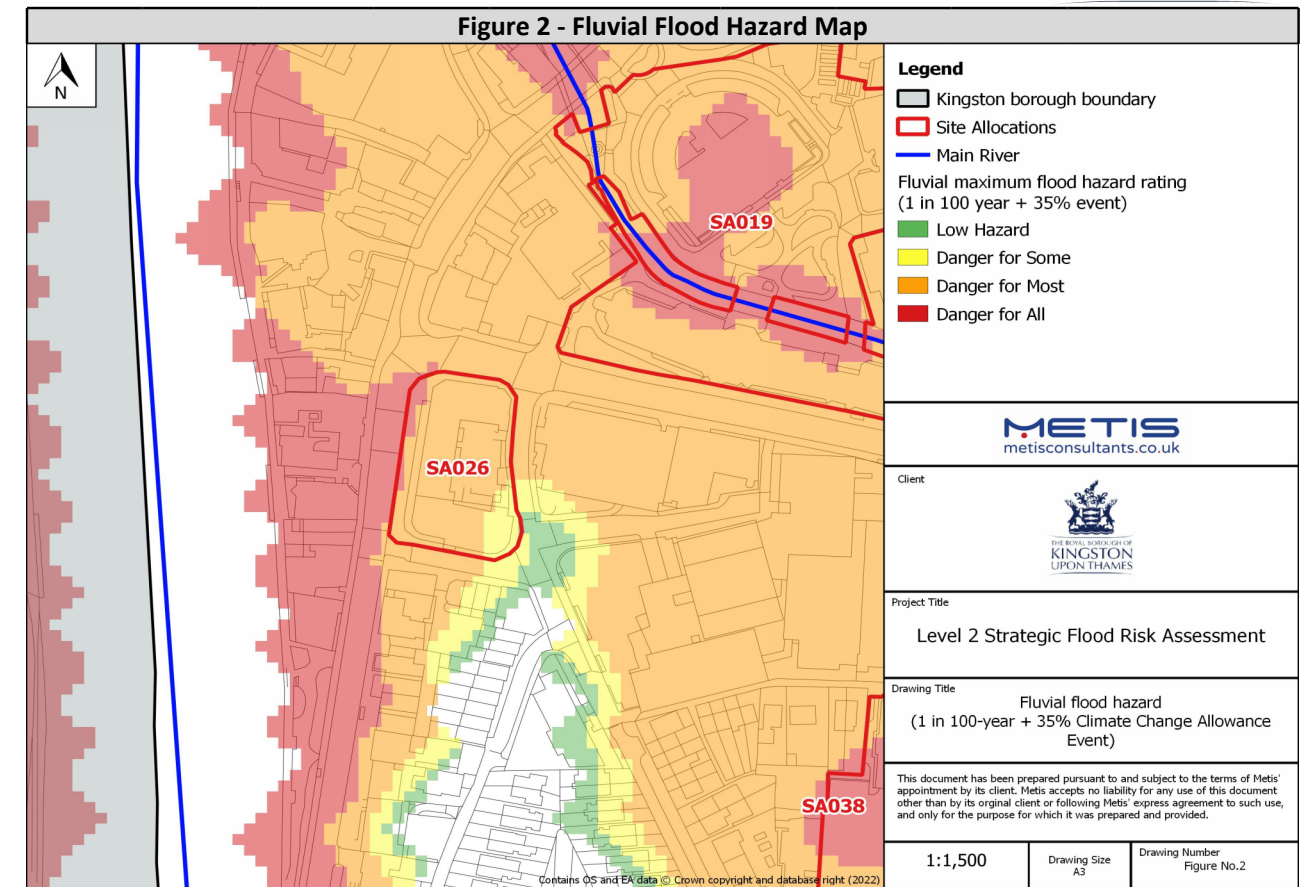 Figure 2 - Fluvial Flood Hazard Map
N
SA019
SA026
SA038
Contains OS and EA data © Crown copyright and database right (2022)
Legend
Kingston borough boundary
Site Allocations
Main River
Fluvial maximum flood hazard rating
(1 in 100 year + 35% event)
Low Hazard
Danger for Some
Danger for Most
Danger for All
METIS
metisconsultants.co.uk
Client
THE ROYAL BOROUGH OF
KINGSTON
UPON THAMES
Project Title
Level 2 Strategic Flood Risk Assessment
Drawing Title
Fluvial flood hazard
(1 in 100-year + 35% Climate Change Allowance
Event)
This document has been prepared pursuant to and subject to the terms of Metis'
appointment by its client. Metis accepts no liability for any use of this document
other than by its orginal client or following Metis' express agreement to such use,
and only for the purpose for which it was prepared and provided.
1:1,500
Drawing Size
A3
Drawing Number
Figure No.2